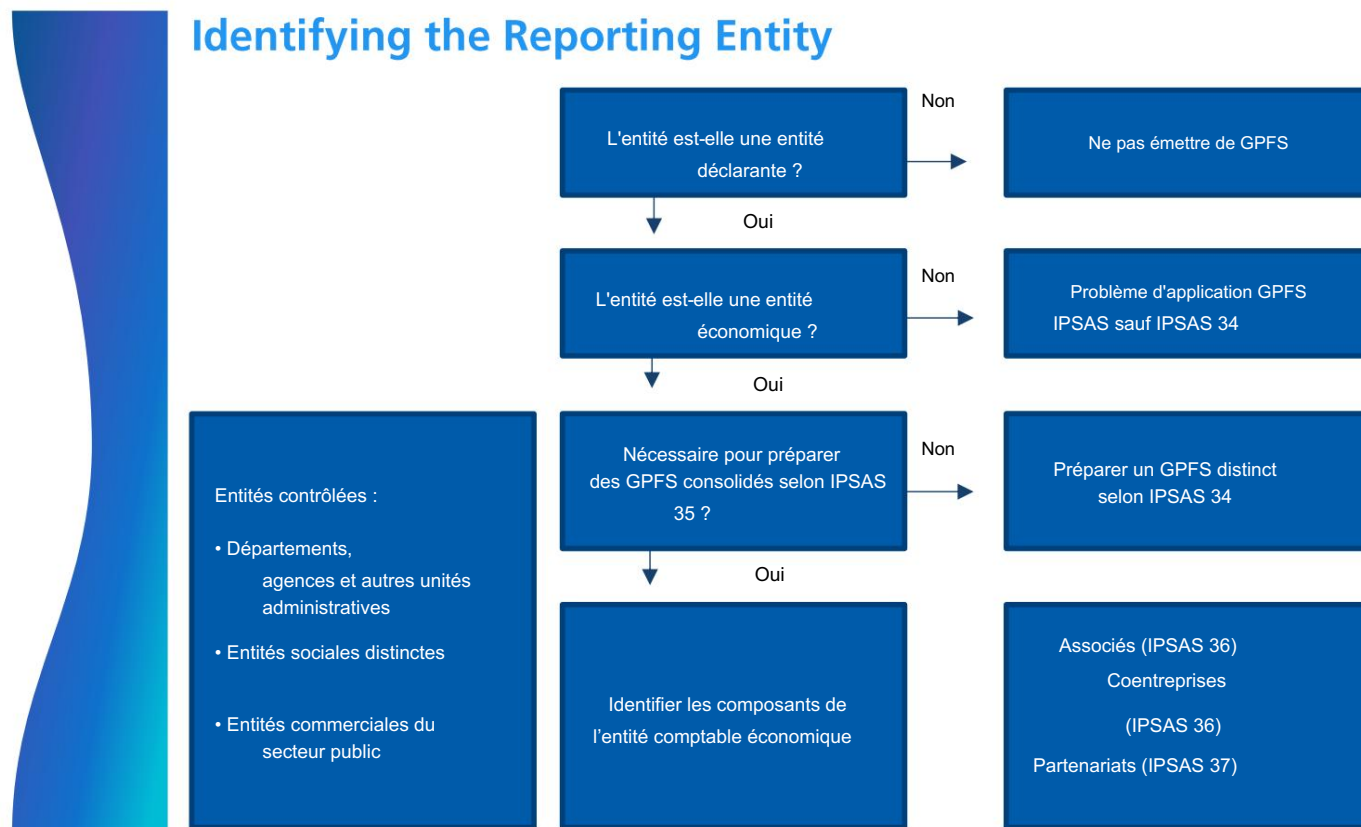 Identifying the Reporting Entity
L'entité est-elle une entité
déclarante ?
Non
Ne pas émettre de GPFS
Oui
L'entité est-elle une entité
économique ?
Non
Problème d'application GPFS
IPSAS sauf IPSAS 34
Oui
Nécessaire pour préparer
des GPFS consolidés selon IPSAS
35 ?
Non
Préparer un GPFS distinct
selon IPSAS 34
Oui
Entités contrôlées :
• Départements,
agences et autres unités
administratives
• Entités sociales distinctes
• Entités commerciales du
secteur public
Identifier les composants de
l’entité comptable économique
Associés (IPSAS 36)
Coentreprises
(IPSAS 36)
Partenariats (IPSAS 37)